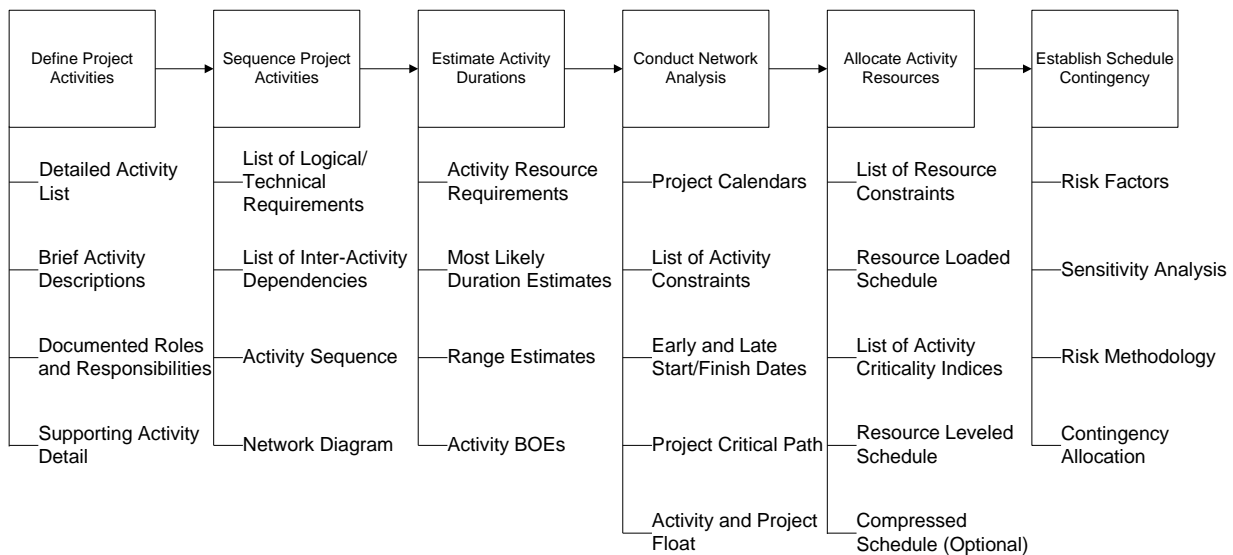 Define Project
Activities
Sequence Project
Activities
Estimate Activity
Durations
Conduct Network
Analysis
Allocate Activity
Resources
Establish Schedule
Contingency
Detailed Activity
List
Brief Activity
Descriptions
Documented Roles
and Responsibilities
Supporting Activity
Detail
List of Logical/
Technical
Requirements
List of Inter-Activity
Dependencies
Activity Sequence
Network Diagram
Activity Resource
Requirements
Most Likely
Duration Estimates
Range Estimates
Activity BOEs
Project Calendars
List of Activity
Constraints
Early and Late
Start/Finish Dates
Project Critical Path
Activity and Project
Float
List of Resource
Constraints
Resource Loaded
Schedule
List of Activity
Criticality Indices
Resource Leveled
Schedule
Compressed
Schedule (Optional)
Risk Factors
Sensitivity Analysis
Risk Methodology
Contingency
Allocation